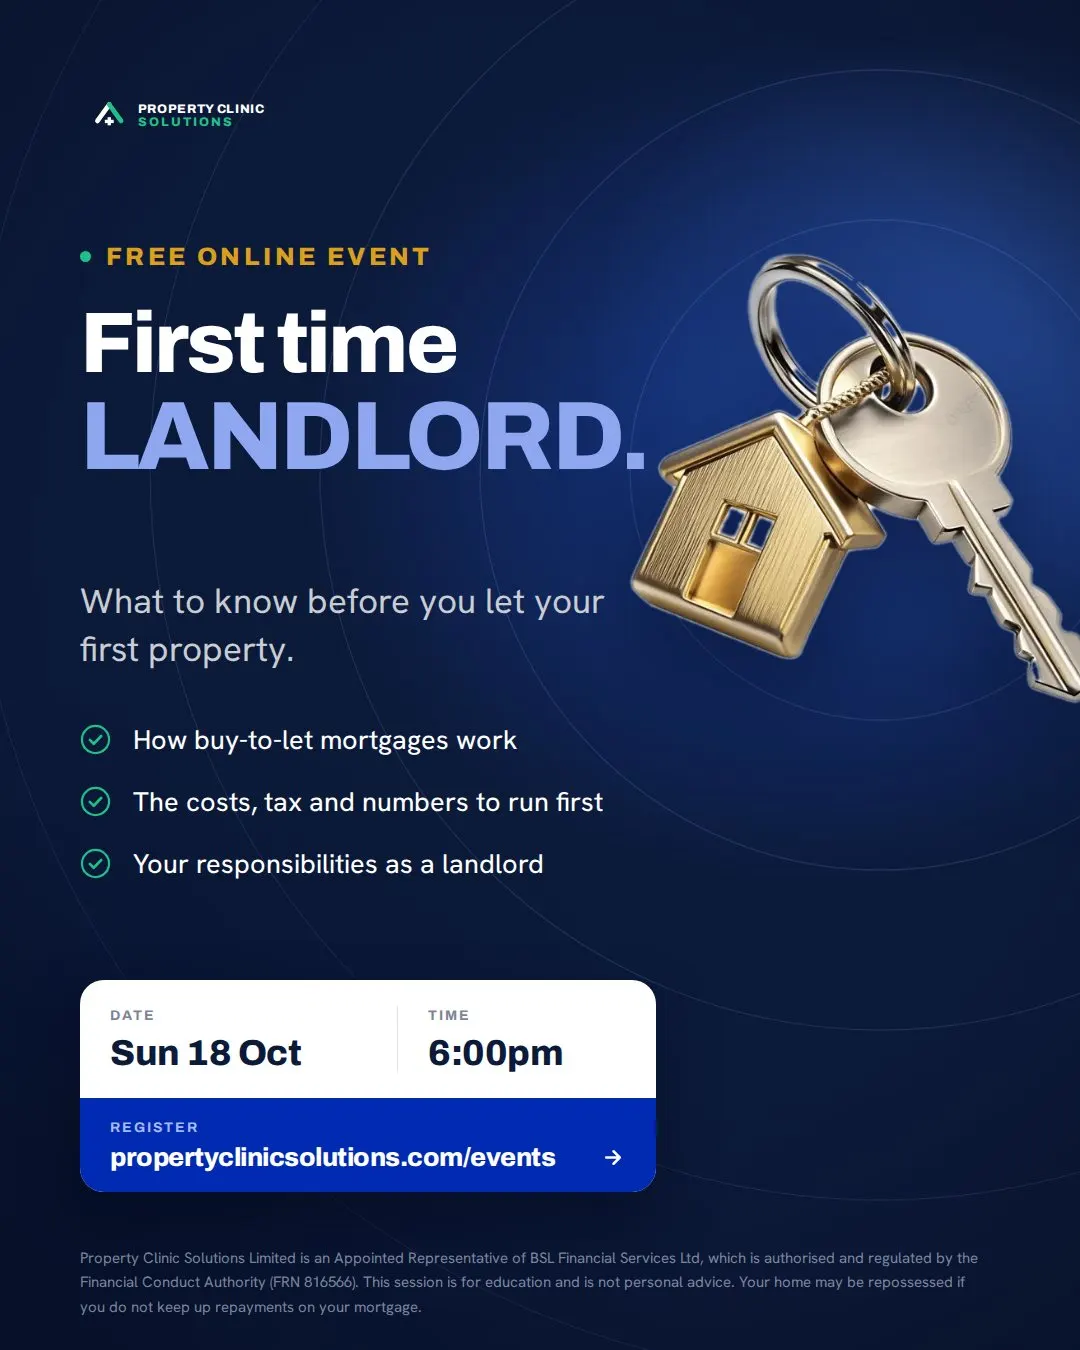 PROPERTY CLINIC
SOLUTIONS
FREE ONLINE EVENT
First time
LANDLORD.
What to know before you let your
first property.
How buy-to-let mortgages work
The costs, tax and numbers to run first
Your responsibilities as a landlord
DATE
Sun 18 Oct
TIME
6:00pm
REGISTER
propertyclinicsolutions.com/events
Property Clinic Solutions Limited is an Appointed Representative of BSL Financial Services Ltd, which is authorised and regulated by the
Financial Conduct Authority (FRN 816566). This session is for education and is not personal advice. Your home may be repossessed if
you do not keep up repayments on your mortgage.